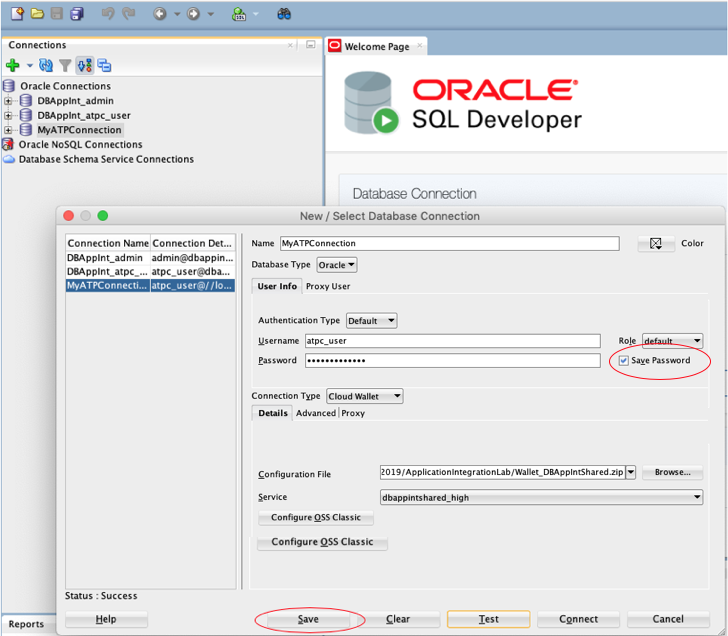 Connections
Welcome Page
Oracle Connections
DBAppInt_admin
DBAppInt_atpc_user
MyATPConnection
Oracle NoSQL Connections
Database Schema Service Connections
ORACLE
SQL Developer
Database Connection
New / Select Database Connection
Connection Name Connection Det...
DBAppInt_admin admin@dbappin...
DBAppInt_atpc_... atpc_user@dba...
MyATPConnecti... atpc_user@//lo...
Name MyATPConnection Color
Database Type Oracle
User Info Proxy User
Authentication Type Default
Username atpc_user Role default
Password ••••••••••••• Save Password
Connection Type Cloud Wallet
Details Advanced Proxy
Configuration File 2019/ApplicationIntegrationLab/Wallet_DBAppIntShared.zip Browse...
Service dbappintshared_high
Configure OSS Classic
Configure OSS Classic
Status : Success
Help Save Clear Test Connect Cancel
Reports